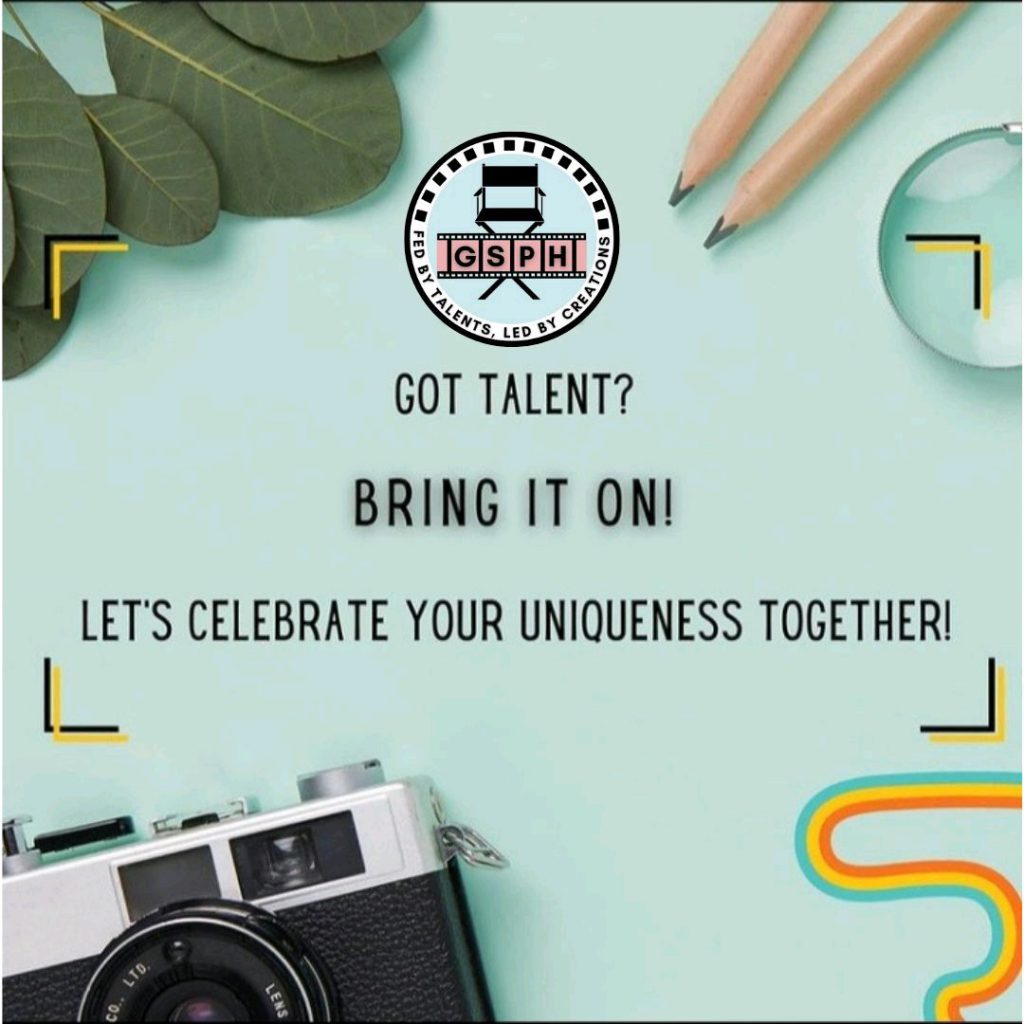 GSPH
FED BY TALENTS, LED BY CREATIONS
GOT TALENT?
BRING IT ON!
LET'S CELEBRATE YOUR UNIQUENESS TOGETHER!
CO., LTD.
LENS